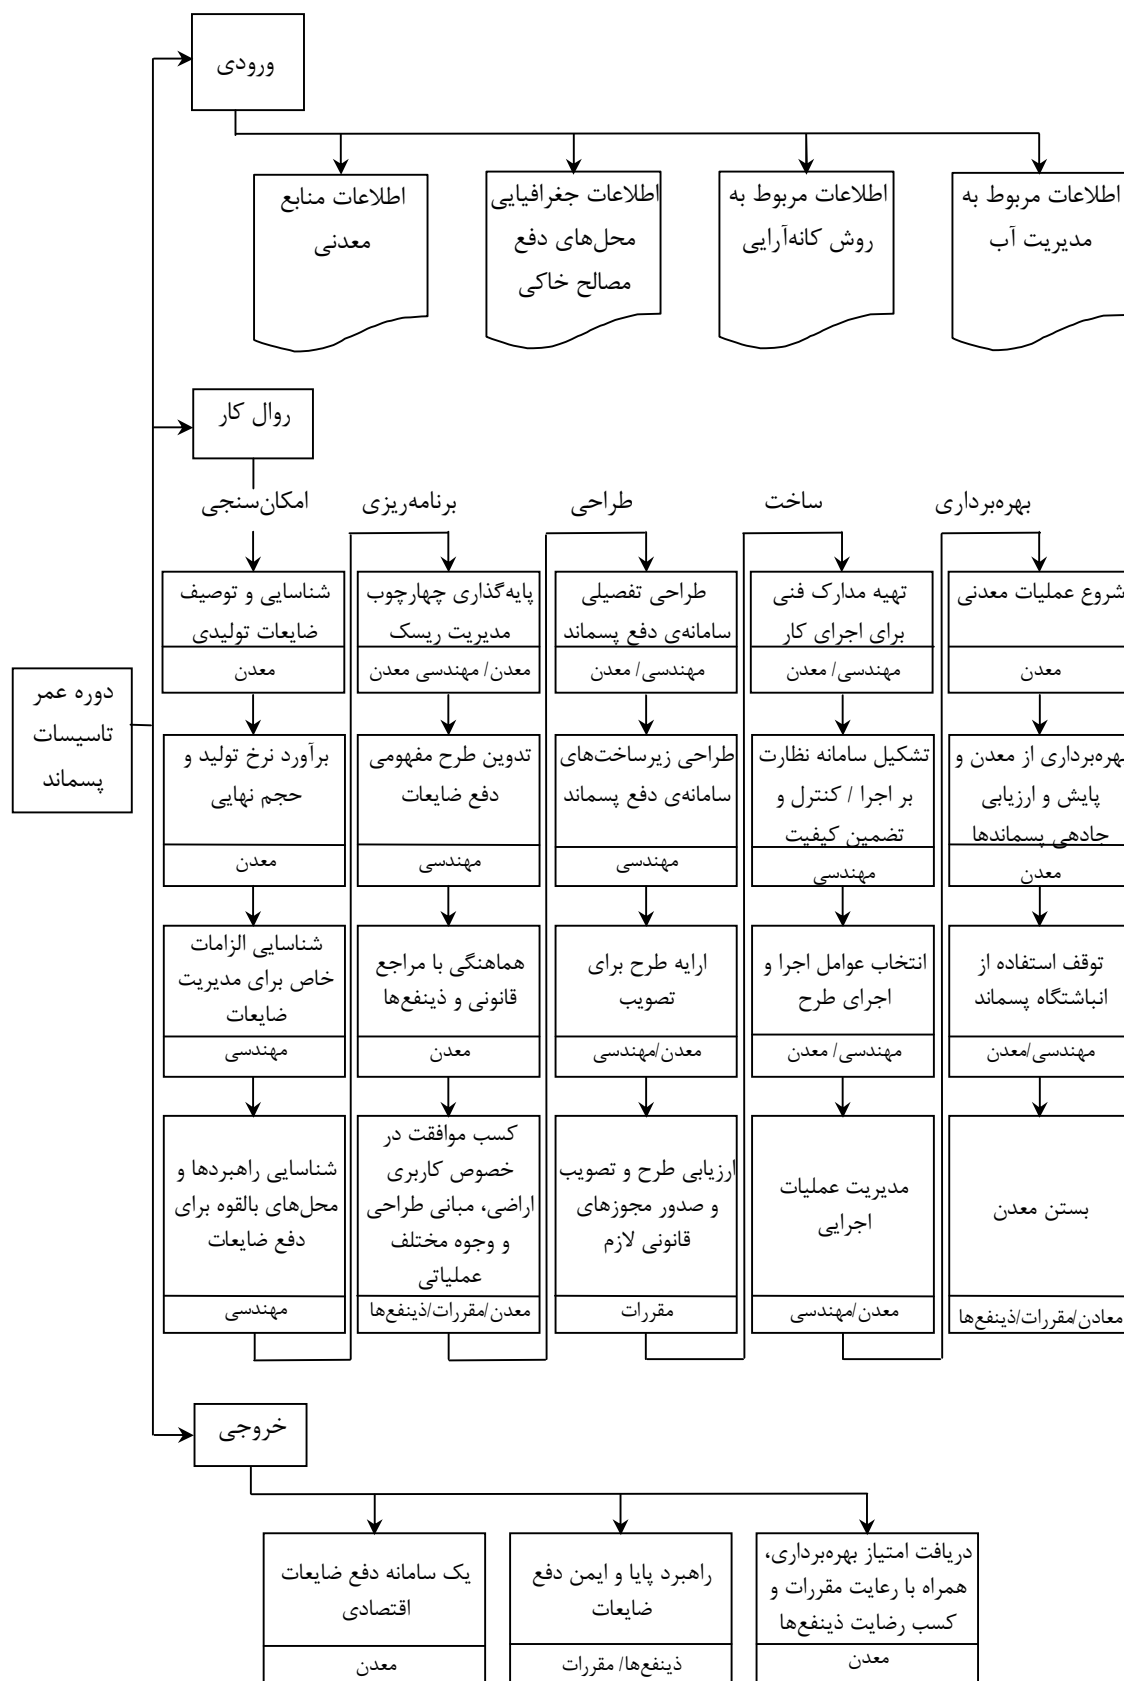 ورودی
اطلاعات منابع
معدنی
اطلاعات جغرافیایی
محل‌های دفع
مصالح خاکی
اطلاعات مربوط به
روش کانه‌آرایی
اطلاعات مربوط به
مدیریت آب
روال کار
امکان‌سنجی
برنامه‌ریزی
طراحی
ساخت
بهره‌برداری
شناسایی و توصیف
ضایعات تولیدی
معدن
برآورد نرخ تولید و
حجم نهایی
معدن
شناسایی الزامات
خاص برای مدیریت
ضایعات
مهندسی
شناسایی راهبردها و
محل‌های بالقوه برای
دفع ضایعات
مهندسی
پایه‌گذاری چهارچوب
مدیریت ریسک
معدن/ مهندسی معدن
تدوین طرح مفهومی
دفع ضایعات
مهندسی
هماهنگی با مراجع
قانونی و ذینفع‌ها
معدن
کسب موافقت در
خصوص کاربری
اراضی، مبانی طراحی
و وجوه مختلف
عملیاتی
معدن/مقررات/ذینفع‌ها
طراحی تفصیلی
سامانه‌ی دفع پسماند
مهندسی/ معدن
طراحی زیرساخت‌های
سامانه‌ی دفع پسماند
مهندسی
ارایه طرح برای
تصویب
معدن/مهندسی
ارزیابی طرح و تصویب
و صدور مجوزهای
قانونی لازم
مقررات
تهیه مدارک فنی
برای اجرای کار
مهندسی/ معدن
تشکیل سامانه نظارت
بر اجرا / کنترل و
تضمین کیفیت
مهندسی
انتخاب عوامل اجرا و
اجرای طرح
مهندسی/ معدن
مدیریت عملیات
اجرایی
معدن/مهندسی
شروع عملیات معدنی
معدن
بهره‌برداری از معدن و
پایش و ارزیابی
جادهی پسماندها
معدن
توقف استفاده از
انباشتگاه پسماند
مهندسی/معدن
بستن معدن
معادن/مقررات/ذینفع‌ها
دوره عمر
تاسیسات
پسماند
خروجی
یک سامانه دفع ضایعات
اقتصادی
معدن
راهبرد پایا و ایمن دفع
ضایعات
ذینفع‌ها/ مقررات
دریافت امتیاز بهره‌برداری،
همراه با رعایت مقررات و
کسب رضایت ذینفع‌ها
معدن